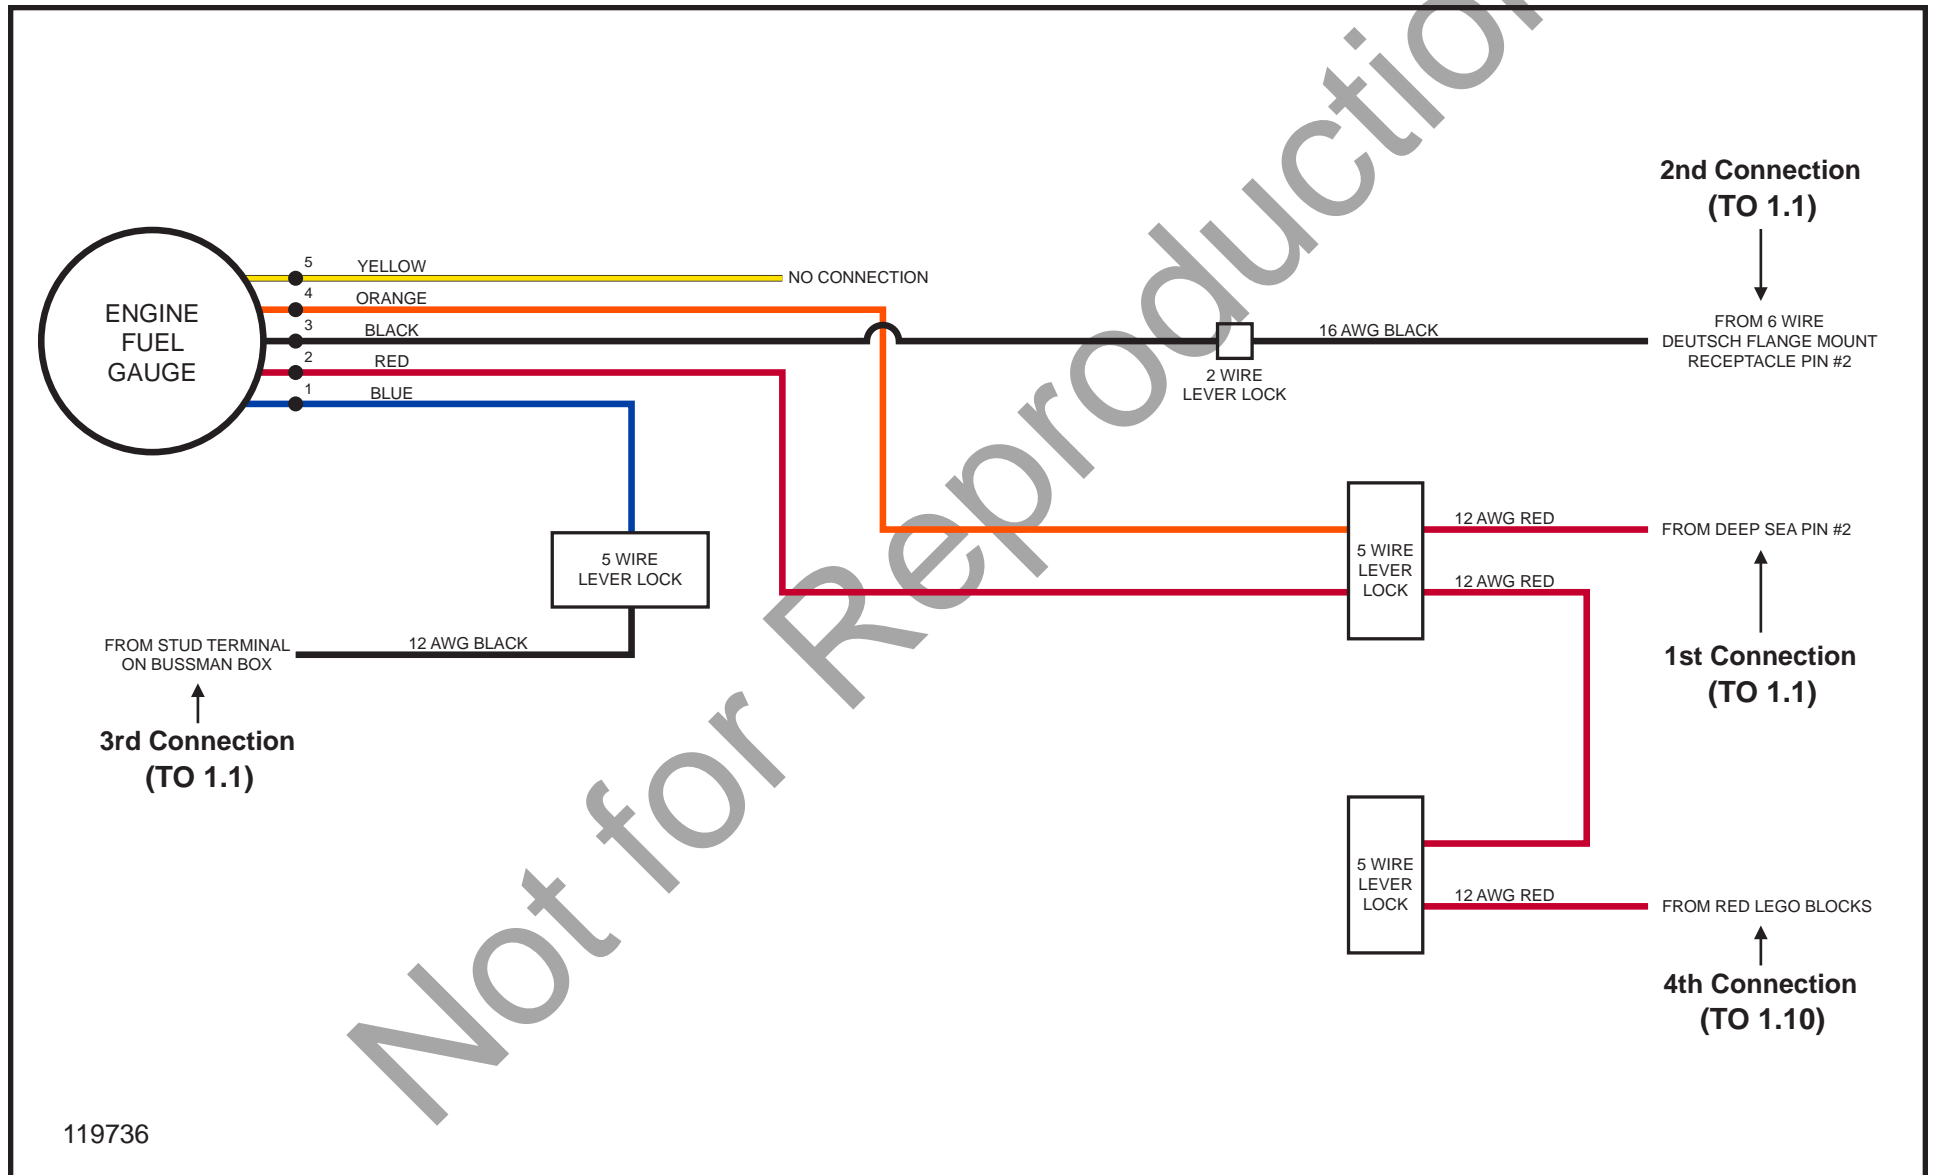 Not for Reproduction
2nd Connection
(TO 1.1)
ENGINE
FUEL
GAUGE
5
YELLOW
NO CONNECTION
4
ORANGE
3
BLACK
2
RED
1
BLUE
16 AWG BLACK
2 WIRE
LEVER LOCK
FROM 6 WIRE
DEUTSCH FLANGE MOUNT
RECEPTACLE PIN #2
5 WIRE
LEVER LOCK
12 AWG BLACK
FROM STUD TERMINAL
ON BUSSMAN BOX
3rd Connection
(TO 1.1)
5 WIRE
LEVER
LOCK
12 AWG RED
FROM DEEP SEA PIN #2
12 AWG RED
1st Connection
(TO 1.1)
5 WIRE
LEVER
LOCK
12 AWG RED
FROM RED LEGO BLOCKS
4th Connection
(TO 1.10)
119736